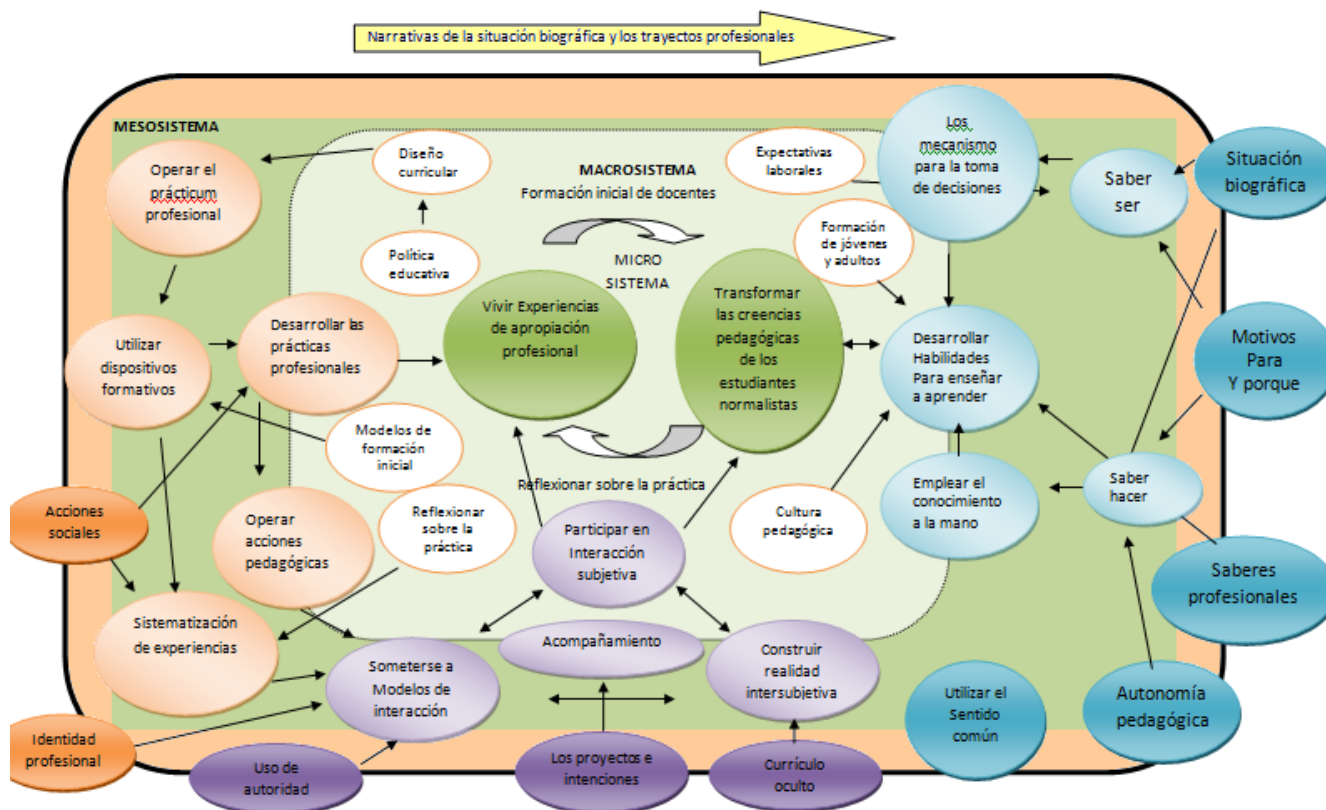 Narrativas de la situación biográfica y los trayectos profesionales
MESOSISTEMA
Operar el
prácticum
profesional
Diseño
curricular
MACROSISTEMA
Formación inicial de docentes
Expectativas
laborales
Los
mecanismo
para la toma
de decisiones
Saber
ser
Situación
biográfica
Política
educativa
MICRO
SISTEMA
Formación
de jóvenes
y adultos
Utilizar
dispositivos
formativos
Desarrollar las
prácticas
profesionales
Vivir Experiencias
de apropiación
profesional
Transformar
las creencias
pedagógicas
de los
estudiantes
normalistas
Desarrollar
Habilidades
Para enseñar
a aprender
Motivos
Para
Y porque
Modelos de
formación
inicial
Reflexionar sobre la práctica
Acciones
sociales
Operar
acciones
pedagógicas
Reflexionar
sobre la
práctica
Participar en
Interacción
subjetiva
Cultura
pedagógica
Emplear el
conocimiento
a la mano
Saber
hacer
Saberes
profesionales
Sistematización
de experiencias
Someterse a
Modelos de
interacción
Acompañamiento
Construir
realidad
intersubjetiva
Utilizar el
Sentido
común
Autonomía
pedagógica
Identidad
profesional
Uso de
autoridad
Los proyectos e
intenciones
Currículo
oculto